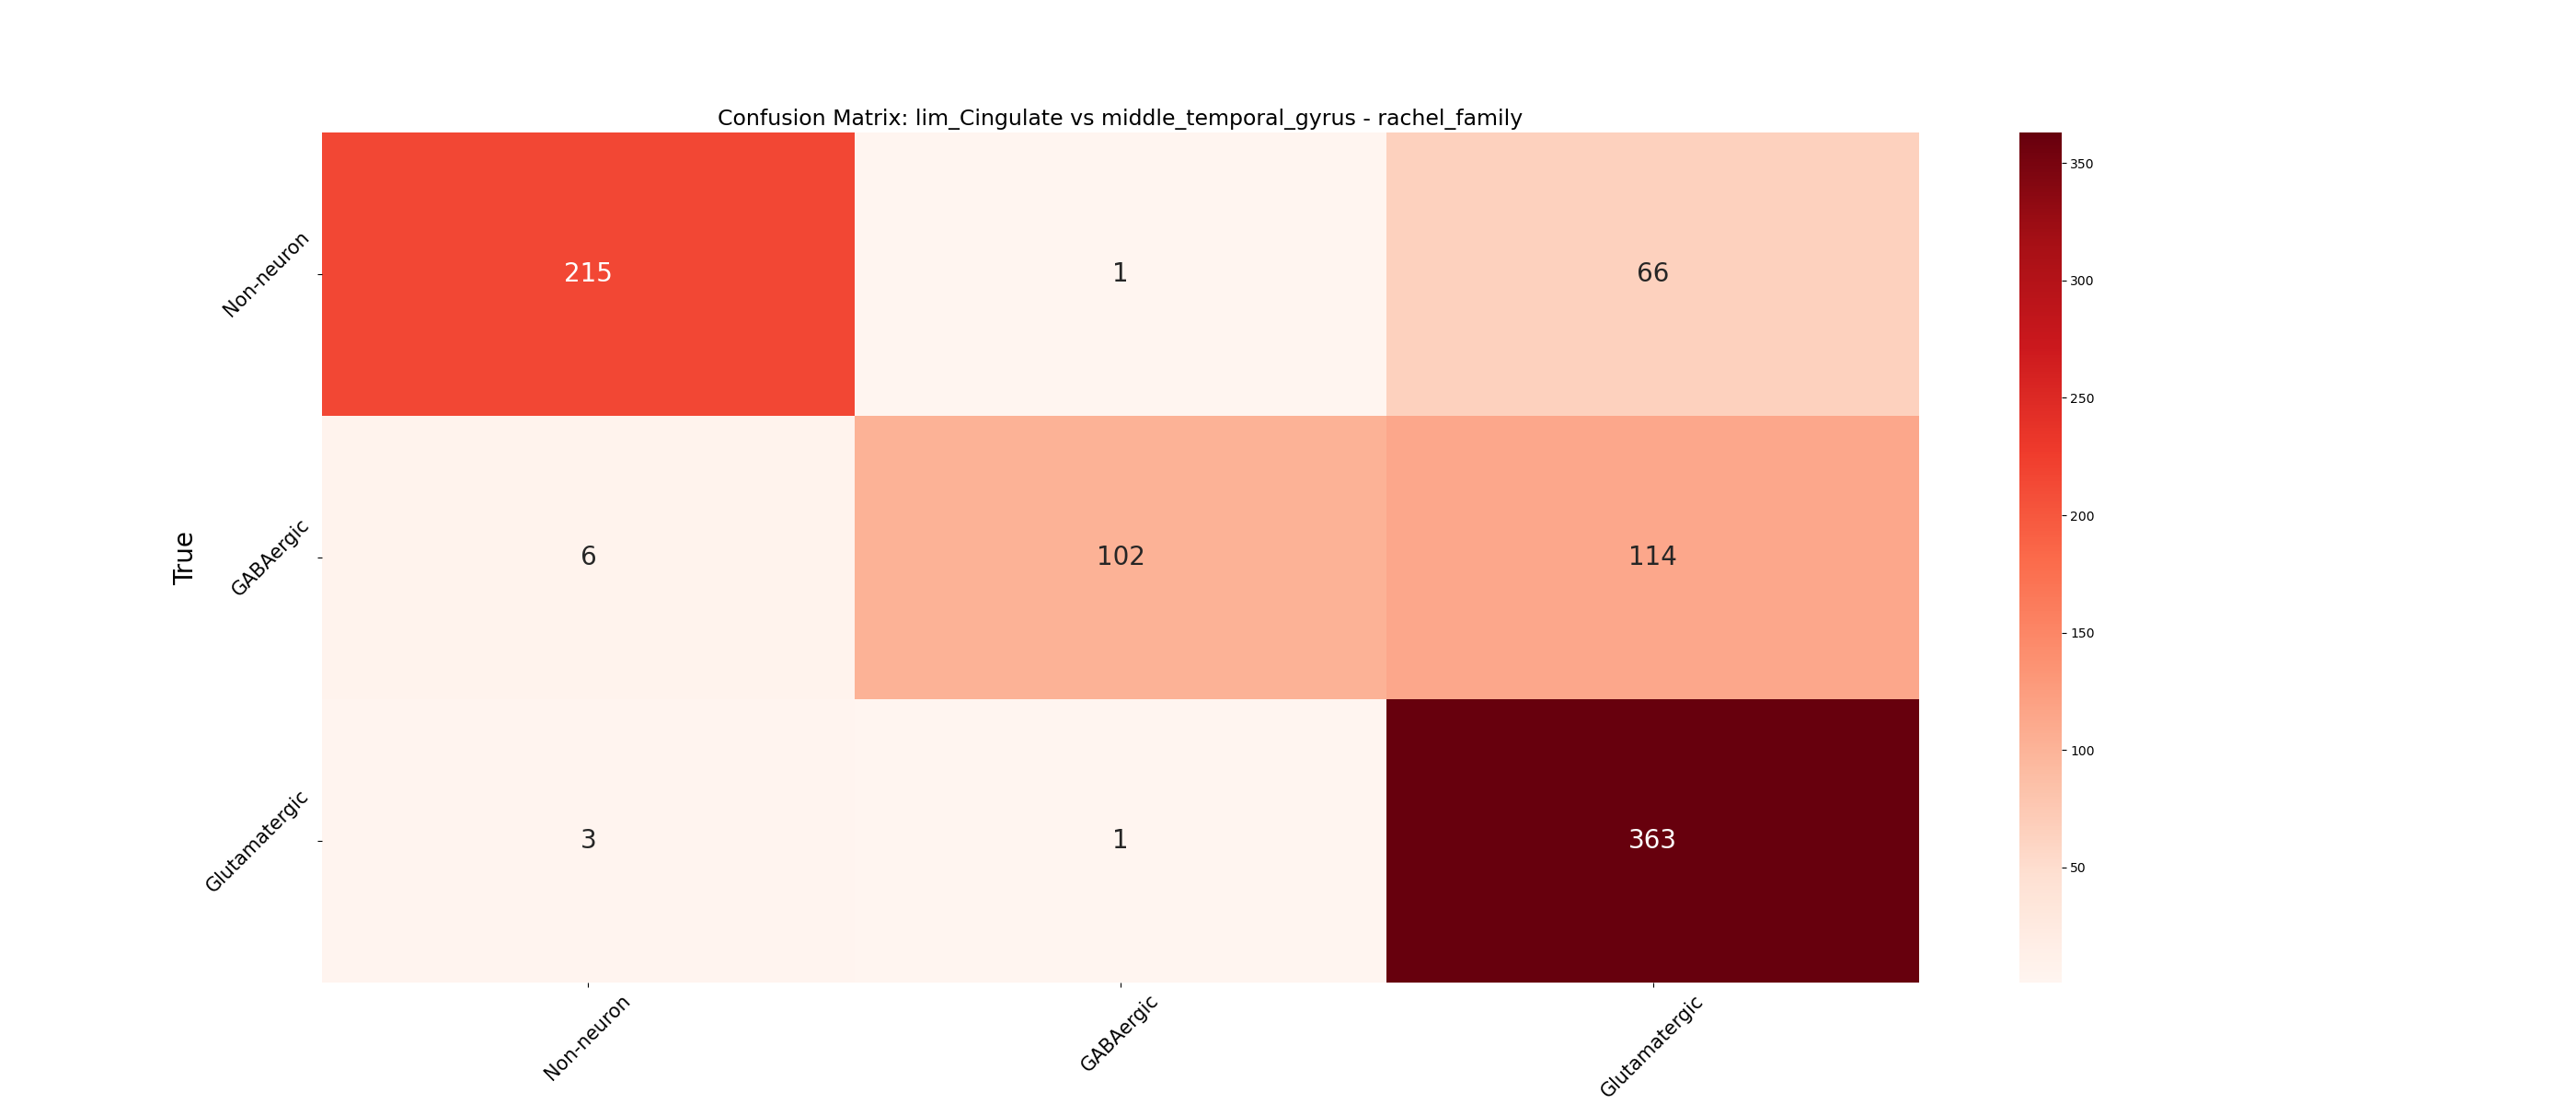 Confusion Matrix: lim_Cingulate vs middle_temporal_gyrus - rachel_family
True
Non-neuron
215
1
66
GABAergic
6
102
114
Glutamatergic
3
1
363
Non-neuron
GABAergic
Glutamatergic
350
300
250
200
150
100
50